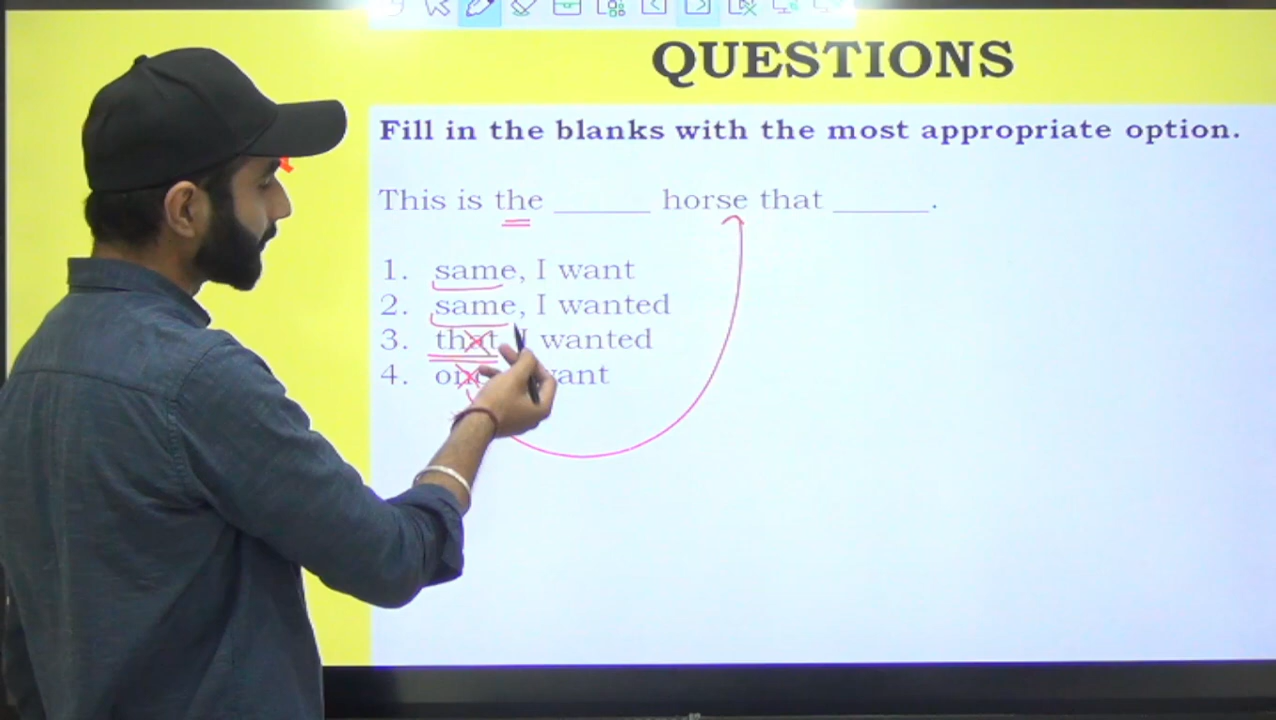 QUESTIONS
Fill in the blanks with the most appropriate option.
This is the ______ horse that ______.
1. same, I want
2. same, I wanted
3. that, I wanted
4. want